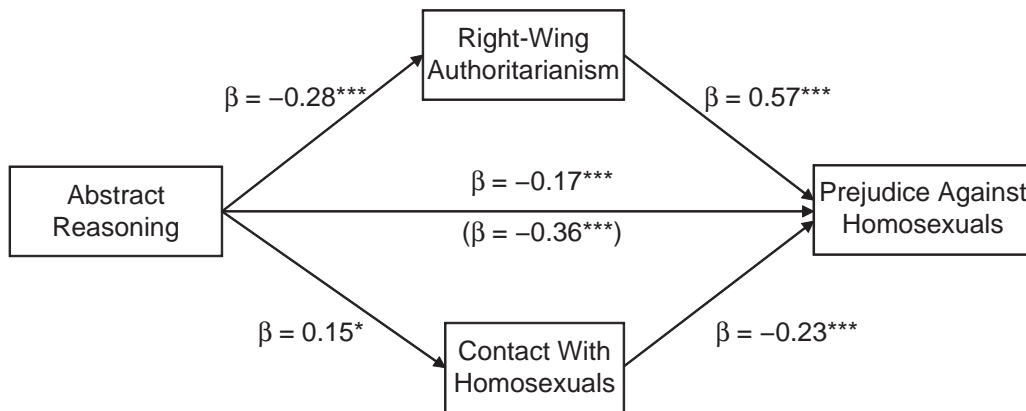 Right-Wing
Authoritarianism
β = −0.28***
β = 0.57***
Abstract
Reasoning
β = −0.17***
(β = −0.36***)
Prejudice Against
Homosexuals
β = 0.15*
β = −0.23***
Contact With
Homosexuals